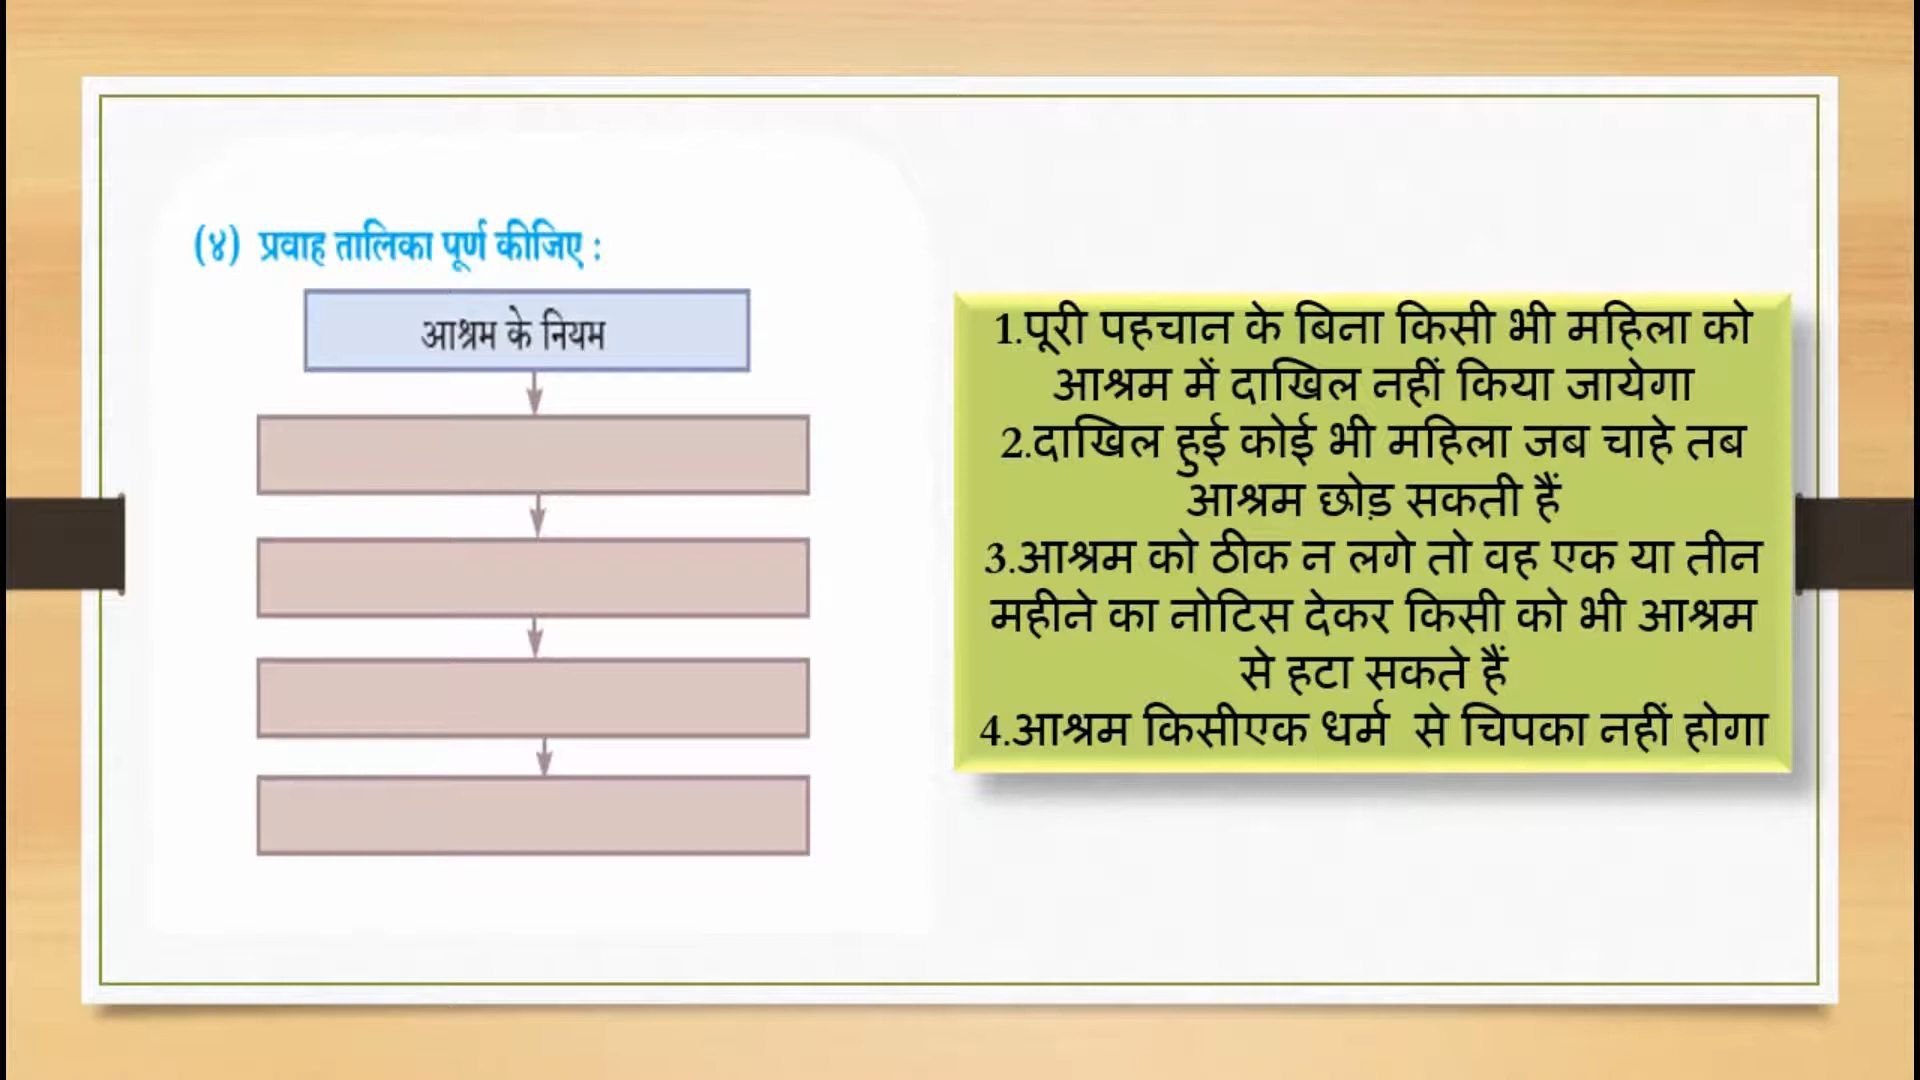 (४) प्रवाह तालिका पूर्ण कीजिए :
आश्रम के नियम
1.पूरी पहचान के बिना किसी भी महिला को
आश्रम में दाखिल नहीं किया जायेगा
2.दाखिल हुई कोई भी महिला जब चाहे तब
आश्रम छोड़ सकती हैं
3.आश्रम को ठीक न लगे तो वह एक या तीन
महीने का नोटिस देकर किसी को भी आश्रम
से हटा सकते हैं
4.आश्रम किसीएक धर्म से चिपका नहीं होगा